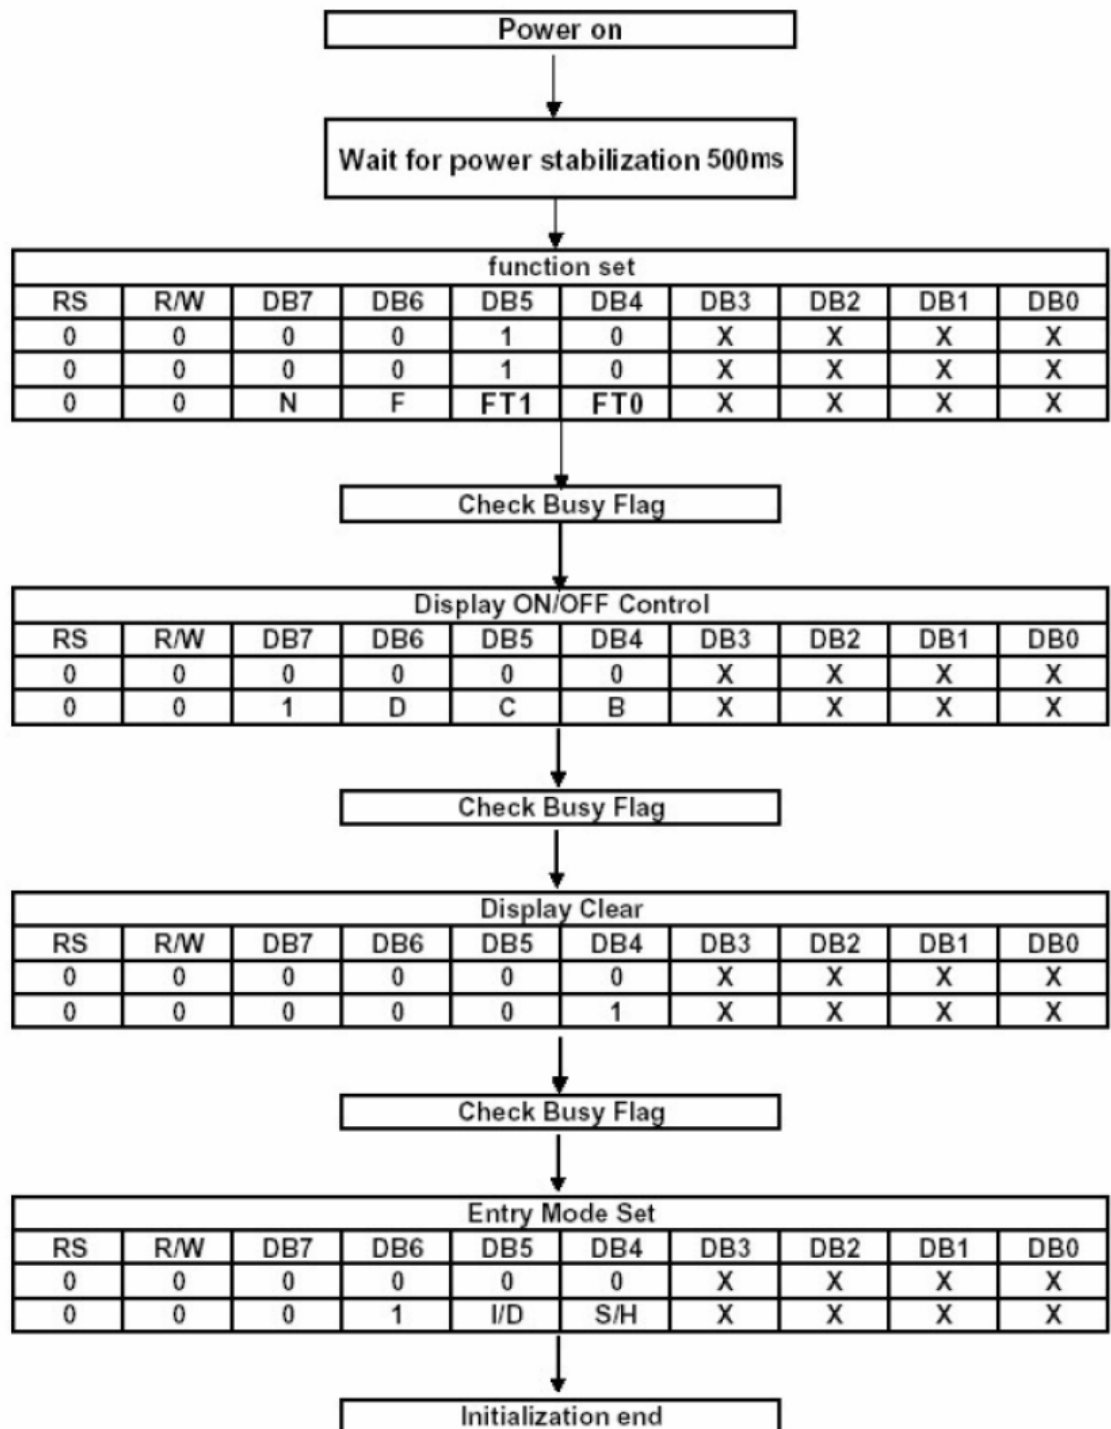 Power on
Wait for power stabilization 500ms
function set
RS R/W DB7 DB6 DB5 DB4 DB3 DB2 DB1 DB0
0 0 0 0 1 0 X X X X
0 0 0 0 1 0 X X X X
0 0 N F FT1 FT0 X X X X
Check Busy Flag
Display ON/OFF Control
RS R/W DB7 DB6 DB5 DB4 DB3 DB2 DB1 DB0
0 0 0 0 0 0 X X X X
0 0 1 D C B X X X X
Check Busy Flag
Display Clear
RS R/W DB7 DB6 DB5 DB4 DB3 DB2 DB1 DB0
0 0 0 0 0 0 X X X X
0 0 0 0 0 1 X X X X
Check Busy Flag
Entry Mode Set
RS R/W DB7 DB6 DB5 DB4 DB3 DB2 DB1 DB0
0 0 0 0 0 0 X X X X
0 0 0 1 I/D S/H X X X X
Initialization end